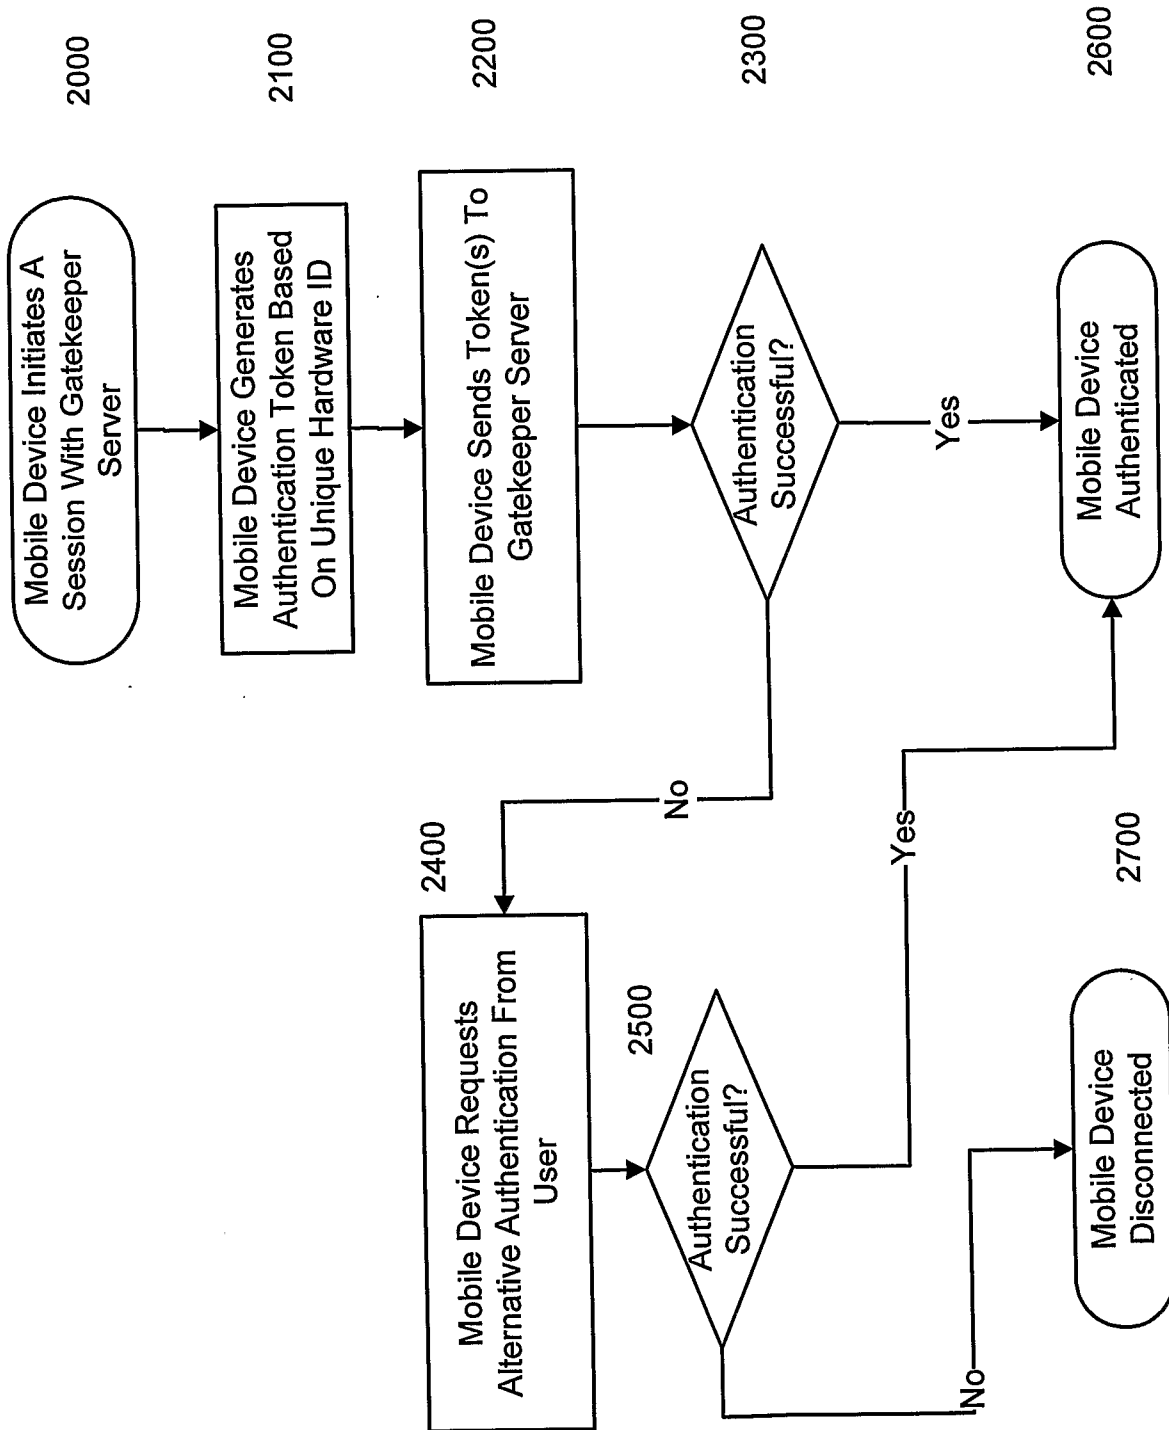 Mobile Device Initiates A
Session With Gatekeeper
Server
2000
Mobile Device Generates
Authentication Token Based
On Unique Hardware ID
2100
Mobile Device Sends Token(s) To
Gatekeeper Server
2200
Authentication
Successful?
2300
No
Yes
2400
Mobile Device Requests
Alternative Authentication From
User
2500
Authentication
Successful?
Yes
No
Mobile Device
Authenticated
2600
2700
Mobile Device
Disconnected